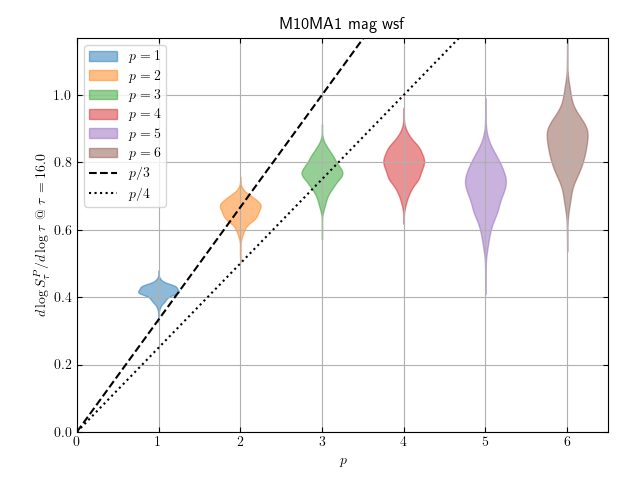 M10MA1 mag wsf
p = 1
p = 2
p = 3
p = 4
p = 5
p = 6
p/3
p/4
d log S_τ^P / d log τ @ τ = 16.0
1.0
0.8
0.6
0.4
0.2
0.0
0 1 2 3 4 5 6
p